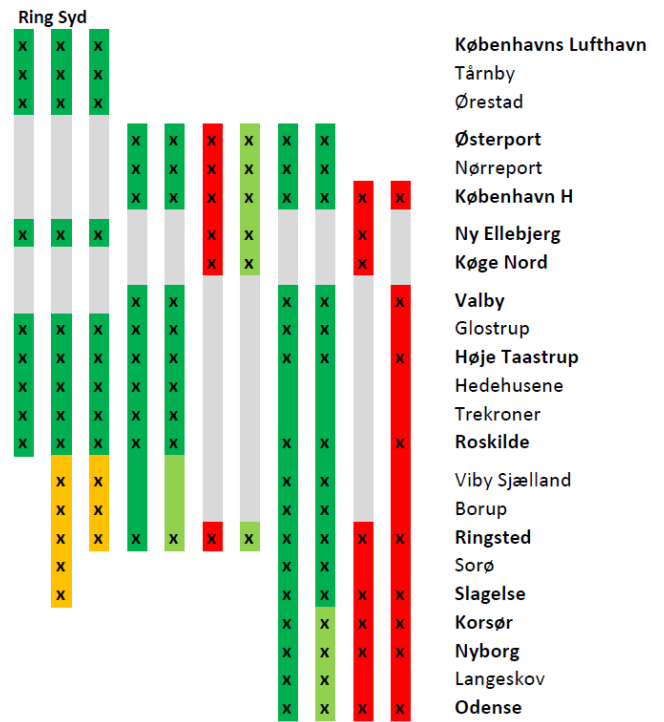 Ring Syd
x x x Københavns Lufthavn
x x x Tårnby
x x x Ørestad
x x x x x x Østerport
x x x x x x Nørreport
x x x x x x x x København H
x x x x x x Ny Ellebjerg
x x x Køge Nord
x x x x x Valby
x x x x x x x Glostrup
x x x x x x x x Høje Taastrup
x x x x x Hedehusene
x x x x x Trekroner
x x x x x x x x Roskilde
x x x x Viby Sjælland
x x x x Borup
x x x x x x x x x x Ringsted
x x x Sorø
x x x x x Slagelse
x x x x Korsør
x x x x Nyborg
x x Langeskov
x x x x Odense